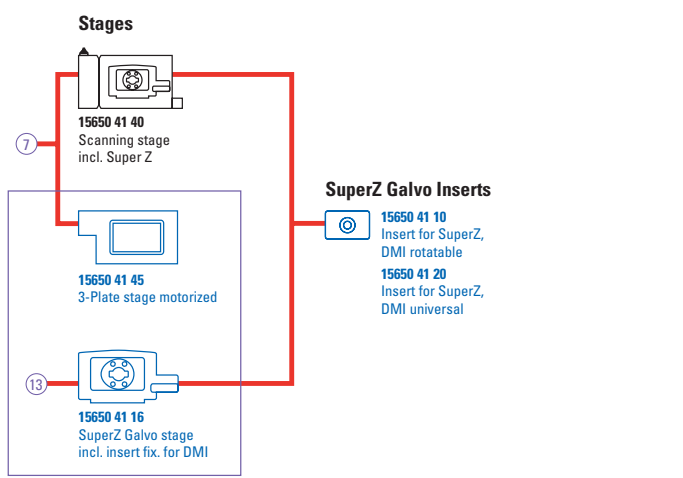 Stages
15650 41 40
Scanning stage
incl. Super Z
7
SuperZ Galvo Inserts
15650 41 10
Insert for SuperZ,
DMI rotatable
15650 41 20
Insert for SuperZ,
DMI universal
15650 41 45
3-Plate stage motorized
13
15650 41 16
SuperZ Galvo stage
incl. insert fix. for DMI